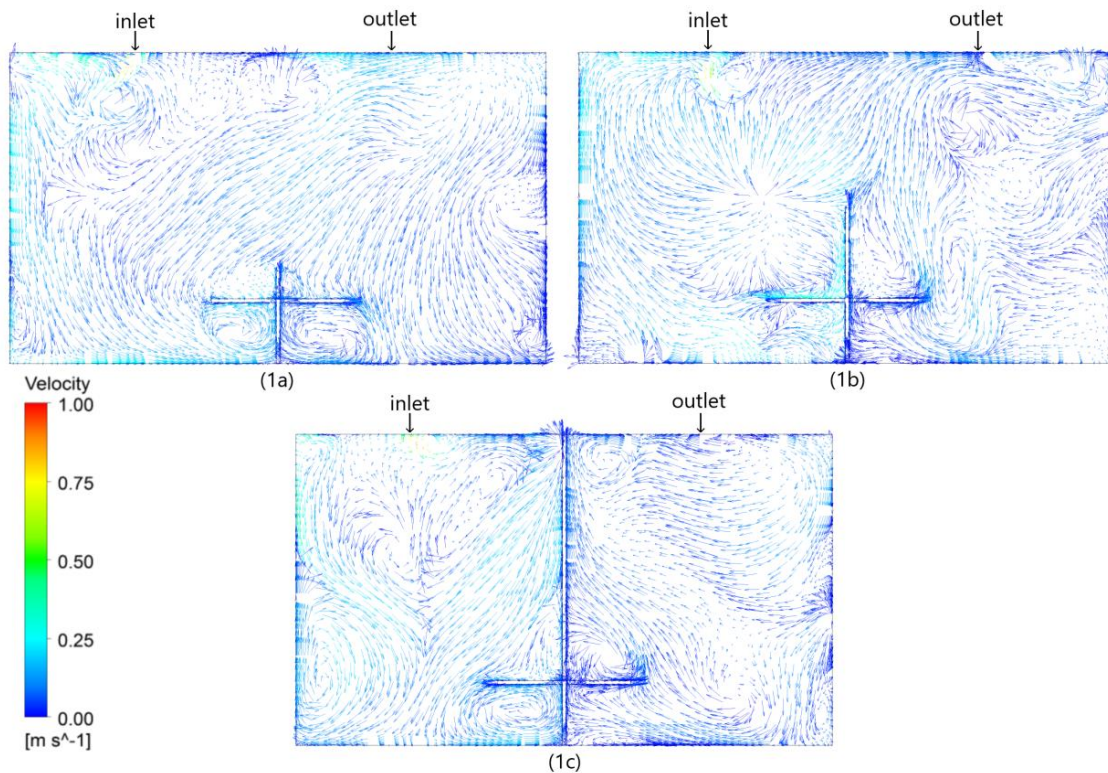 inlet
outlet
inlet
outlet
(1a)
(1b)
Velocity
1.00
0.75
0.50
0.25
0.00
[m s^-1]
inlet
outlet
(1c)